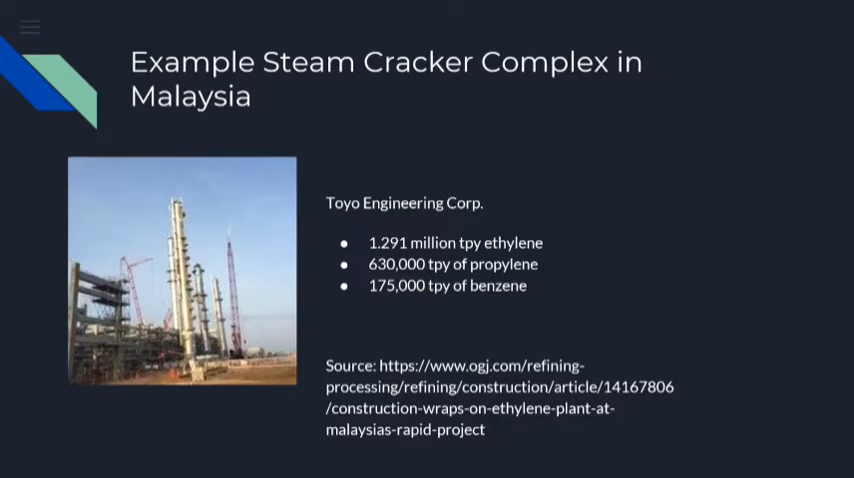 Example Steam Cracker Complex in
Malaysia
Toyo Engineering Corp.
● 1.291 million tpy ethylene
● 630,000 tpy of propylene
● 175,000 tpy of benzene
Source: https://www.ogj.com/refining-
processing/refining/construction/article/14167806
/construction-wraps-on-ethylene-plant-at-
malaysias-rapid-project